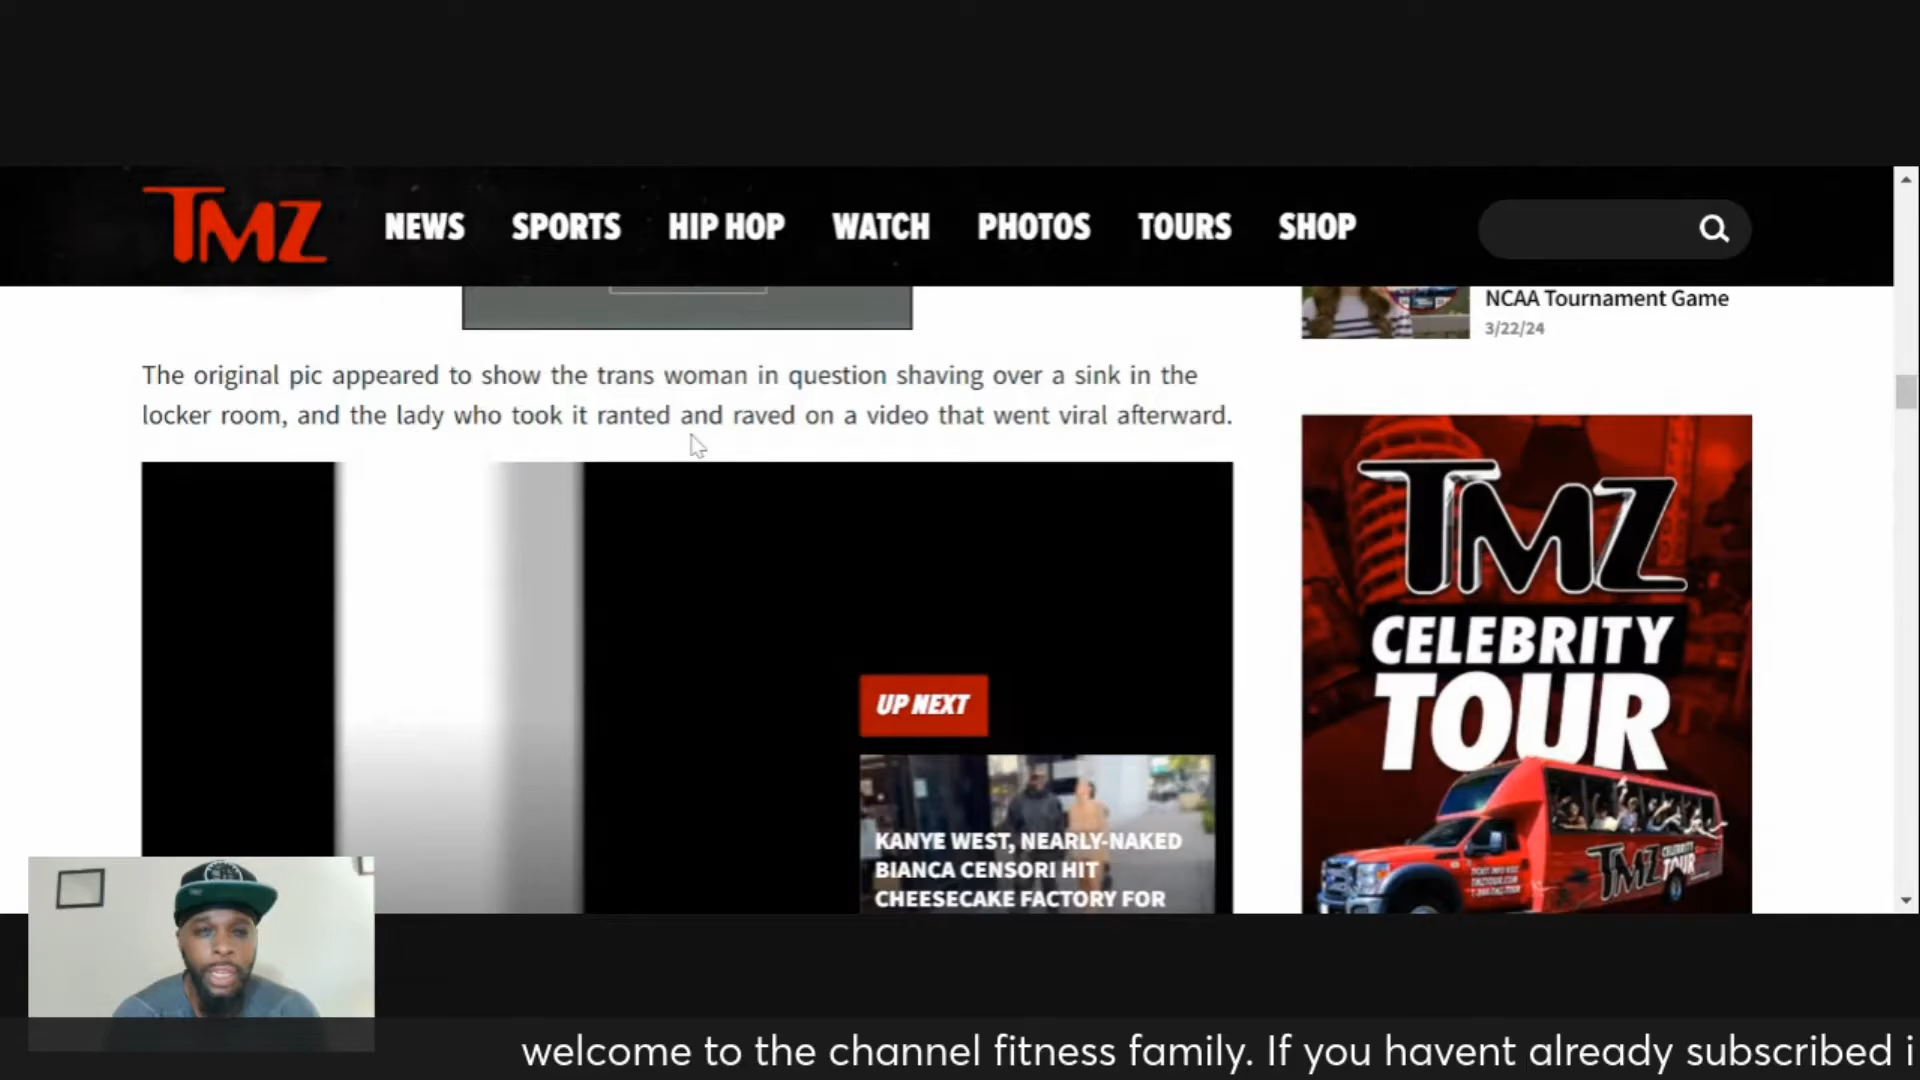 TMZ
NEWS SPORTS HIP HOP WATCH PHOTOS TOURS SHOP
NCAA Tournament Game
3/22/24
The original pic appeared to show the trans woman in question shaving over a sink in the
locker room, and the lady who took it ranted and raved on a video that went viral afterward.
UP NEXT
KANYE WEST, NEARLY-NAKED
BIANCA CENSORI HIT
CHEESECAKE FACTORY FOR
TMZ
CELEBRITY
TOUR
TMZ CELEBRITY
TOUR
welcome to the channel fitness family. If you havent already subscribed i